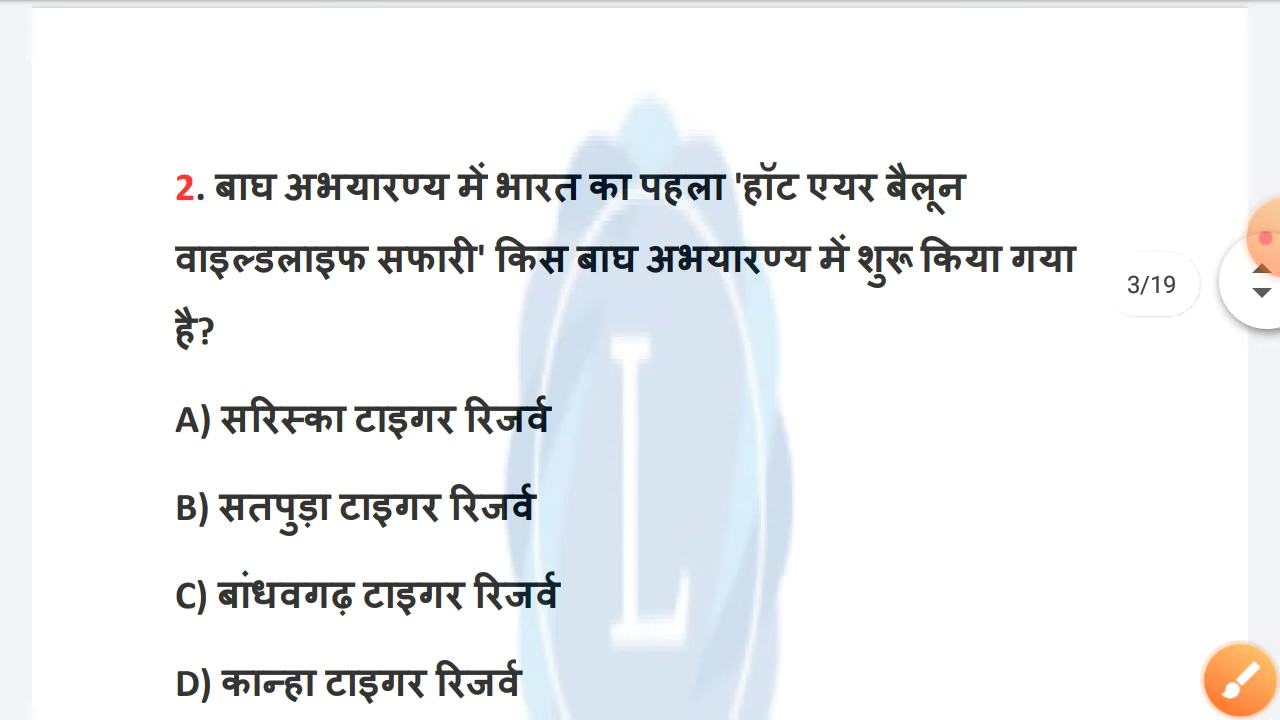 2. बाघ अभयारण्य में भारत का पहला 'हॉट एयर बैलून
वाइल्डलाइफ सफारी' किस बाघ अभयारण्य में शुरू किया गया
है?
3/19
A) सरिस्का टाइगर रिजर्व
B) सतपुड़ा टाइगर रिजर्व
C) बांधवगढ़ टाइगर रिजर्व
D) कान्हा टाइगर रिजर्व
L